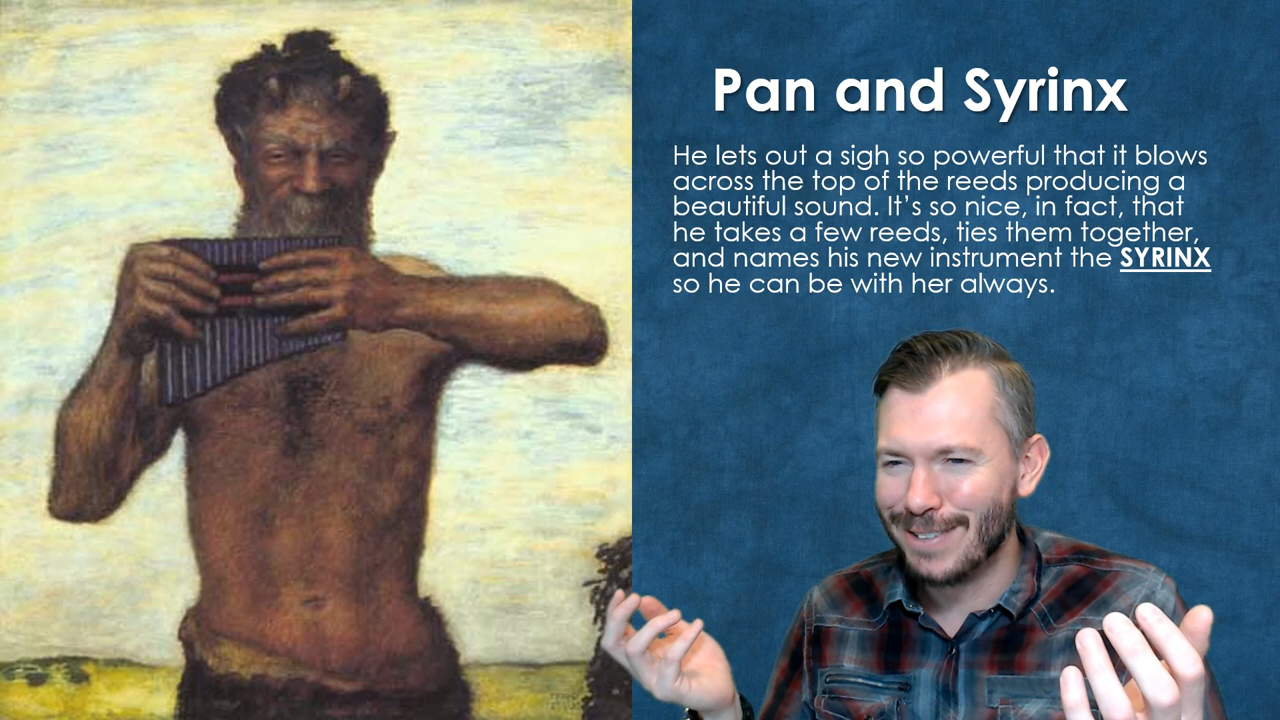 Pan and Syrinx
He lets out a sigh so powerful that it blows
across the top of the reeds producing a
beautiful sound. It’s so nice, in fact, that
he takes a few reeds, ties them together,
and names his new instrument the SYRINX
so he can be with her always.